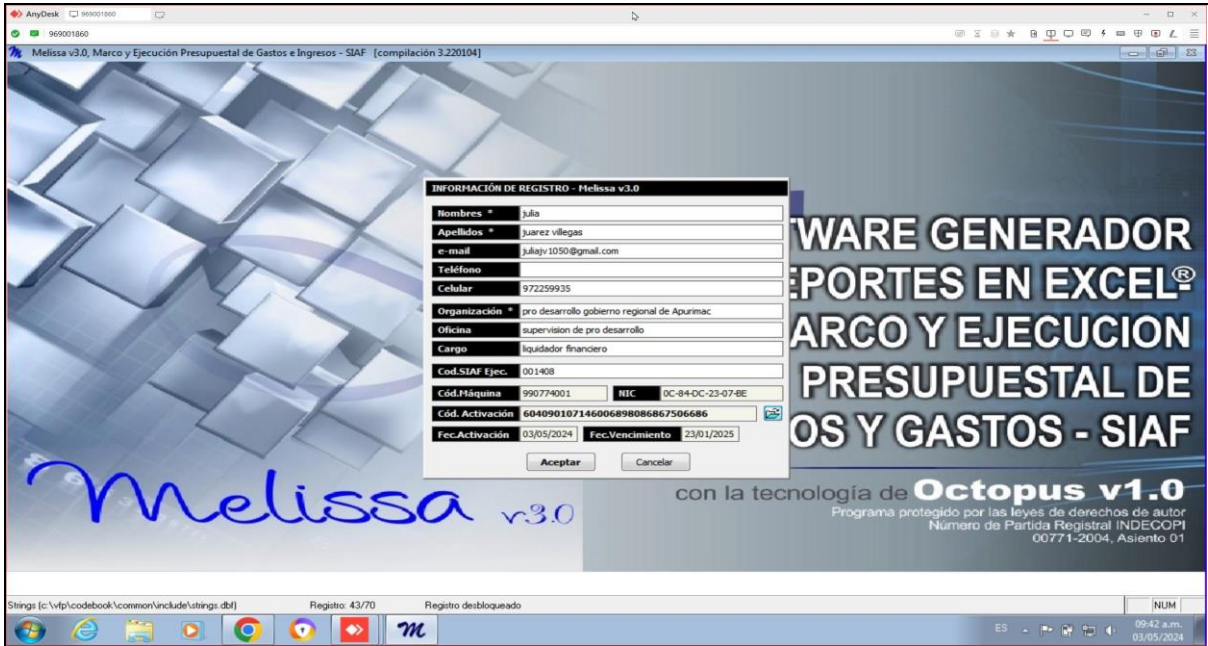 AnyDesk 969001860
969001860
Melissa v3.0, Marco y Ejecución Presupuestal de Gastos e Ingresos - SIAF [compilación 3.220104]
INFORMACIÓN DE REGISTRO - Melissa v3.0
Nombres * julia
Apellidos * juarez villegas
e-mail juliajv1050@gmail.com
Teléfono
Celular 972259935
Organización * pro desarrollo gobierno regional de Apurimac
Oficina supervision de pro desarrollo
Cargo liquidador financiero
Cod.SIAF Ejec. 001408
Cód.Máquina 990774001 NIC 0C-84-DC-23-07-BE
Cód. Activación 6040901071460068980868675066​86
Fec.Activación 03/05/2024 Fec.Vencimiento 23/01/2025
Aceptar Cancelar
WARE GENERADOR
EPORTES EN EXCEL®
ARCO Y EJECUCION
PRESUPUESTAL DE
OS Y GASTOS - SIAF
Melissa v3.0
con la tecnología de Octopus v1.0
Programa protegido por las leyes de derechos de autor
Número de Partida Registral INDECOPI
00771-2004, Asiento 01
Strings (c:\vfp\codebook\common\include\strings.dbf) Registro: 43/70 Registro desbloqueado NUM
ES 09:42 a.m.
03/05/2024